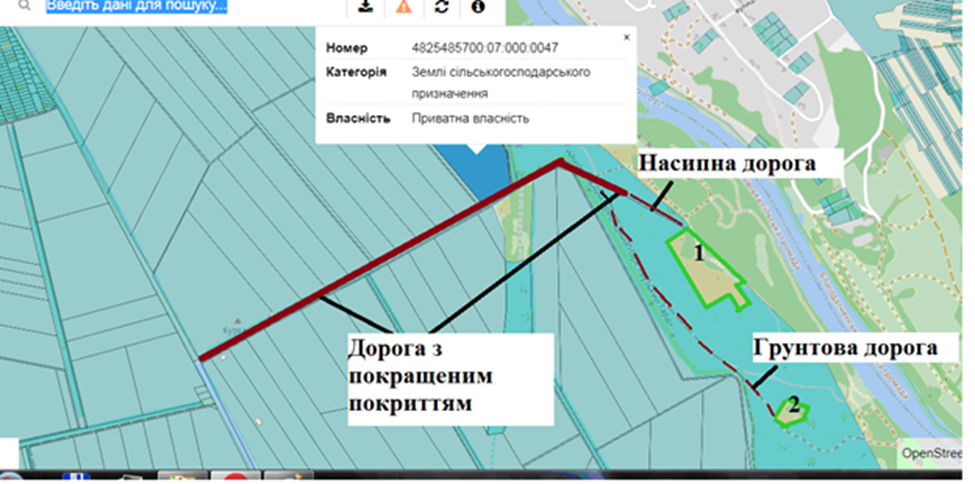 Введіть дані для пошуку...
Номер 4825485700:07:000:0047
Категорія Землі сільськогосподарського
призначення
Власність Приватна власність
Насипна дорога
1
Грунтова дорога
Дорога з
покращеним
покриттям
2
OpenStree